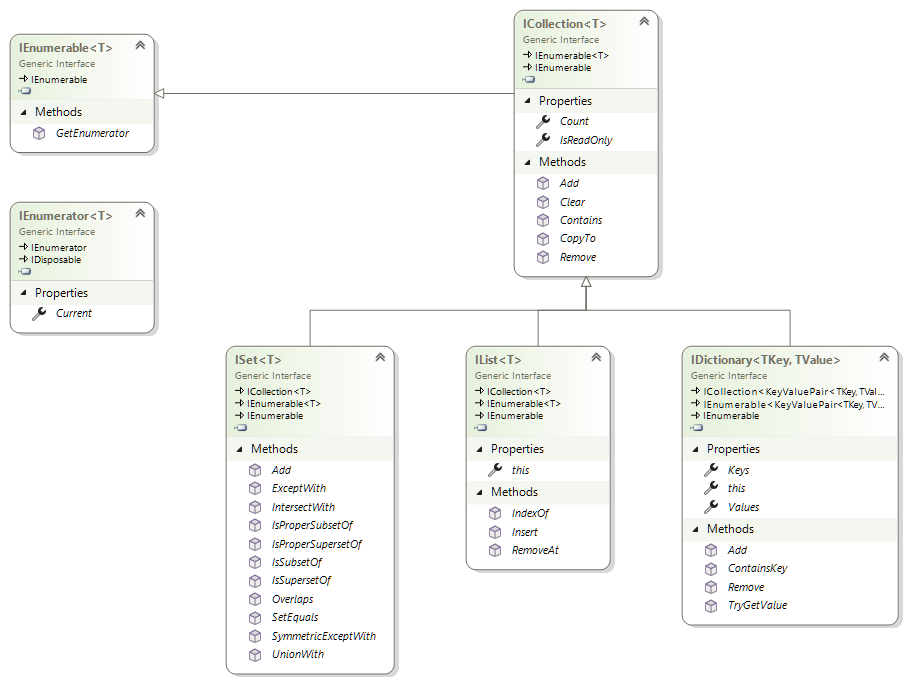 IEnumerable<T>
Generic Interface
IEnumerable
Methods
GetEnumerator
IEnumerator<T>
Generic Interface
IEnumerator
IDisposable
Properties
Current
ICollection<T>
Generic Interface
IEnumerable<T>
IEnumerable
Properties
Count
IsReadOnly
Methods
Add
Clear
Contains
CopyTo
Remove
ISet<T>
Generic Interface
ICollection<T>
IEnumerable<T>
IEnumerable
Methods
Add
ExceptWith
IntersectWith
IsProperSubsetOf
IsProperSupersetOf
IsSubsetOf
IsSupersetOf
Overlaps
SetEquals
SymmetricExceptWith
UnionWith
IList<T>
Generic Interface
ICollection<T>
IEnumerable<T>
IEnumerable
Properties
this
Methods
IndexOf
Insert
RemoveAt
IDictionary<TKey, TValue>
Generic Interface
ICollection<KeyValuePair<TKey, TVal...
IEnumerable<KeyValuePair<TKey, TV...
IEnumerable
Properties
Keys
this
Values
Methods
Add
ContainsKey
Remove
TryGetValue